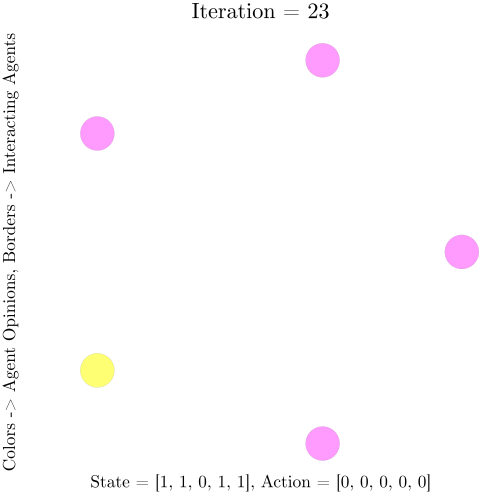 Iteration = 23
Colors -> Agent Opinions, Borders -> Interacting Agents
State = [1, 1, 0, 1, 1], Action = [0, 0, 0, 0, 0]